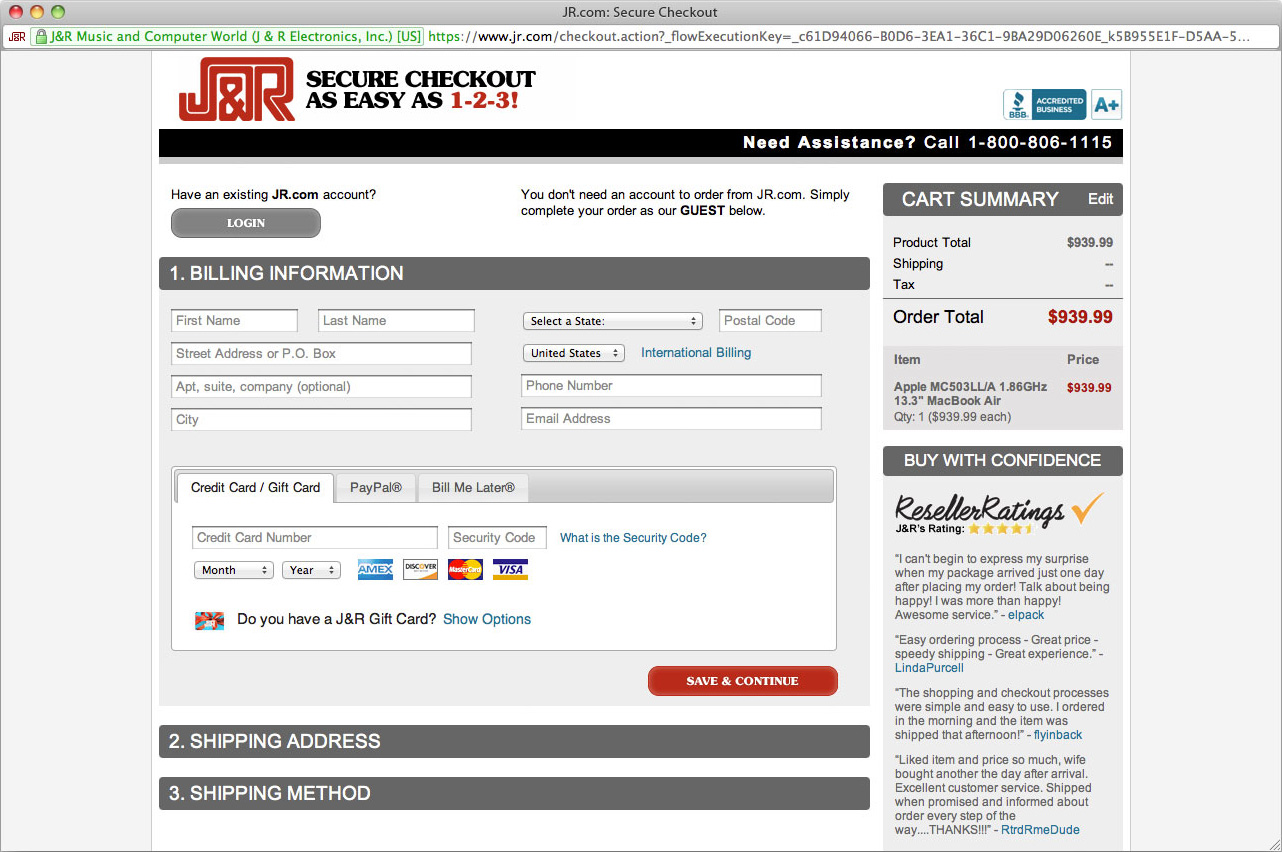 JR.com: Secure Checkout
J&R J&R Music and Computer World (J & R Electronics, Inc.) [US] https://www.jr.com/checkout.action?_flowExecutionKey=_c61D94066-B0D6-3EA1-36C1-9BA29D06260E_k5B955E1F-D5AA-5...
J&R
SECURE CHECKOUT
AS EASY AS 1-2-3!
BBB. ACCREDITED BUSINESS A+
Need Assistance? Call 1-800-806-1115
Have an existing JR.com account?
LOGIN
You don't need an account to order from JR.com. Simply
complete your order as our GUEST below.
1. BILLING INFORMATION
First Name Last Name
Street Address or P.O. Box
Apt, suite, company (optional)
City
Select a State: Postal Code
United States International Billing
Phone Number
Email Address
Credit Card / Gift Card PayPal® Bill Me Later®
Credit Card Number Security Code What is the Security Code?
Month Year AMEX DISCOVER MasterCard VISA
Do you have a J&R Gift Card? Show Options
SAVE & CONTINUE
2. SHIPPING ADDRESS
3. SHIPPING METHOD
CART SUMMARY Edit
Product Total $939.99
Shipping --
Tax --
Order Total $939.99
Item Price
Apple MC503LL/A 1.86GHz $939.99
13.3" MacBook Air
Qty: 1 ($939.99 each)
BUY WITH CONFIDENCE
ResellerRatings
J&R's Rating:
"I can't begin to express my surprise
when my package arrived just one day
after placing my order! Talk about being
happy! I was more than happy!
Awesome service." - elpack
"Easy ordering process - Great price -
speedy shipping - Great experience." -
LindaPurcell
"The shopping and checkout processes
were simple and easy to use. I ordered
in the morning and the item was
shipped that afternoon!" - flyinback
"Liked item and price so much, wife
bought another the day after arrival.
Excellent customer service. Shipped
when promised and informed about
order every step of the
way....THANKS!!!" - RtrdRmeDude